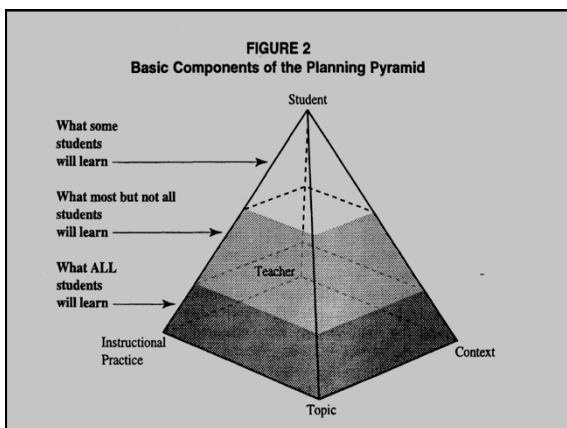 FIGURE 2
Basic Components of the Planning Pyramid
Student
What some
students
will learn
What most but not all
students
will learn
Teacher
What ALL
students
will learn
Instructional
Practice
Context
Topic